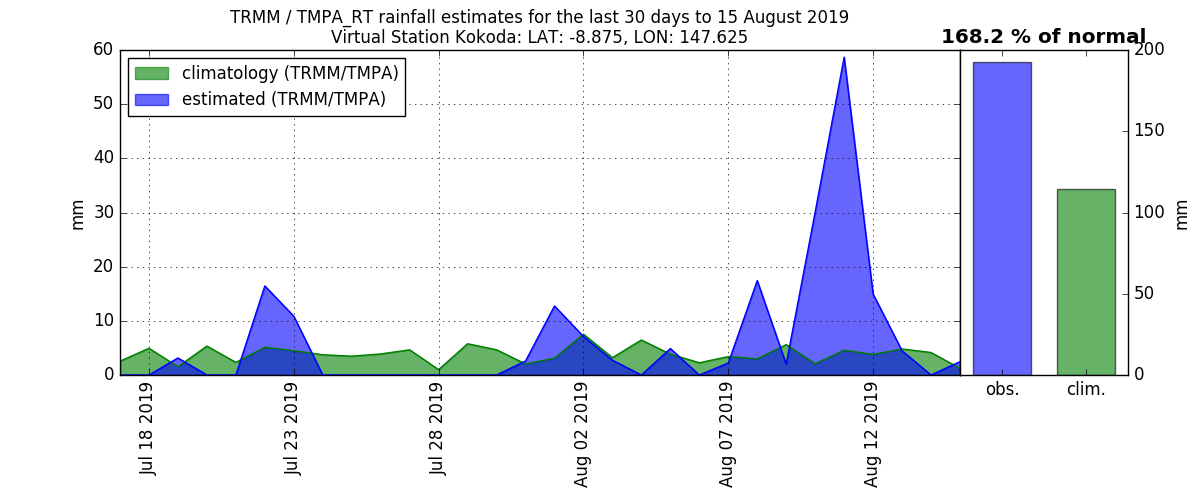 TRMM / TMPA_RT rainfall estimates for the last 30 days to 15 August 2019
Virtual Station Kokoda: LAT: -8.875, LON: 147.625
168.2 % of normal
climatology (TRMM/TMPA)
estimated (TRMM/TMPA)
60
50
40
30
20
10
0
mm
200
150
100
50
0
mm
Jul 18 2019
Jul 23 2019
Jul 28 2019
Aug 02 2019
Aug 07 2019
Aug 12 2019
obs.
clim.